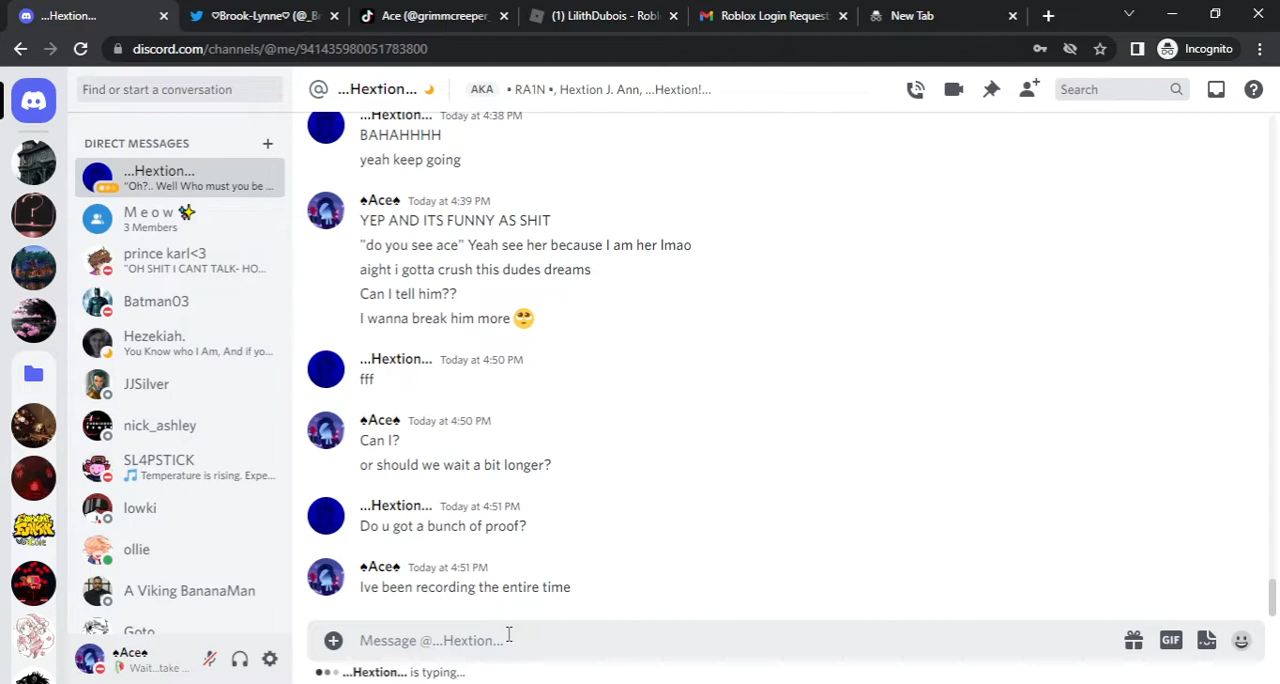 ...Hextion...
♡Brook-Lynne♡ (@_B
Ace (@grimmcreeper_
(1) LilithDubois - Robl
Roblox Login Request
New Tab
discord.com/channels/@me/941435980051783800
Incognito
Find or start a conversation
...Hextion...
AKA
• RA1N •, Hextion J. Ann, ...Hextion!...
Search
DIRECT MESSAGES
...Hextion...
"Oh?.. Well Who must you be ...
M e o w ✨
3 Members
prince karl<3
"OH SHIT I CANT TALK- HO...
Batman03
Hezekiah.
You Know who I Am, And if yo...
JJSilver
nick_ashley
SL4PSTICK
🎵 Temperature is rising. Expe...
lowki
ollie
A Viking BananaMan
Goto
♠Ace♠
Wait...take ...
...Hextion... Today at 4:38 PM
BAHAHHHH
yeah keep going
♠Ace♠ Today at 4:39 PM
YEP AND ITS FUNNY AS SHIT
"do you see ace" Yeah see her because I am her lmao
aight i gotta crush this dudes dreams
Can I tell him??
I wanna break him more 🥺
...Hextion... Today at 4:50 PM
fff
♠Ace♠ Today at 4:50 PM
Can I?
or should we wait a bit longer?
...Hextion... Today at 4:51 PM
Do u got a bunch of proof?
♠Ace♠ Today at 4:51 PM
Ive been recording the entire time
Message @...Hextion...
GIF
...Hextion... is typing...